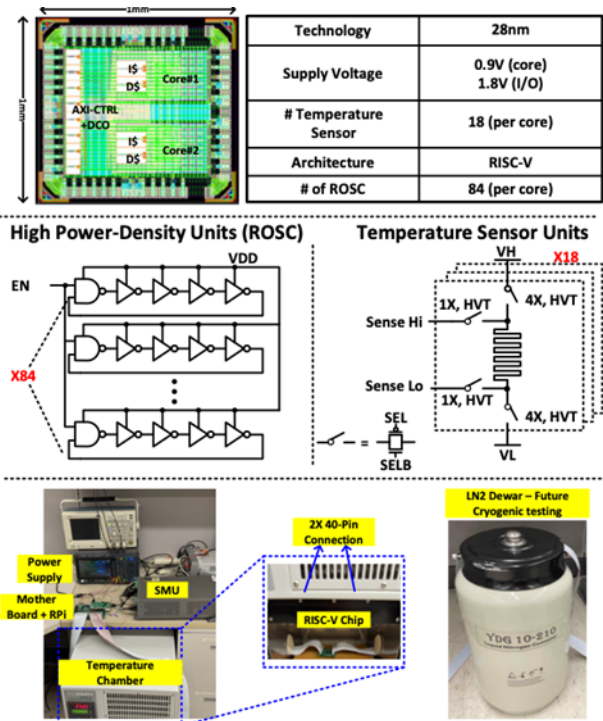 1mm
1mm
I$
D$
Core#1
AXI-CTRL
+DCO
I$
D$
Core#2
Technology
28nm
Supply Voltage
0.9V (core)
1.8V (I/O)
# Temperature
Sensor
18 (per core)
Architecture
RISC-V
# of ROSC
84 (per core)
High Power-Density Units (ROSC)
VDD
EN
X84
Temperature Sensor Units
VH
X18
1X, HVT
4X, HVT
Sense Hi
Sense Lo
1X, HVT
4X, HVT
VL
=
SEL
SELB
Power
Supply
SMU
Mother
Board + RPi
Temperature
Chamber
2X 40-Pin
Connection
RISC-V Chip
LN2 Dewar – Future
Cryogenic testing
YDS 10-210